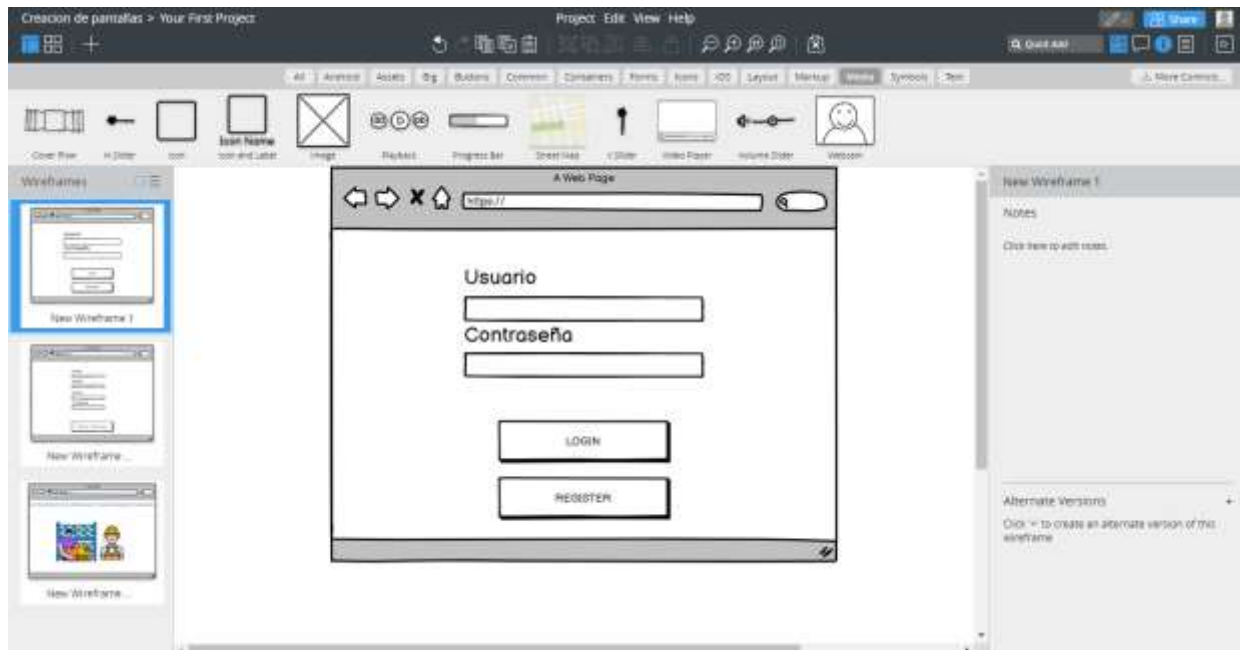 Creacion de pantallas > Your First Project
Project Edit View Help
Share
Quick Add
All Android Assets Big Buttons Common Containers Forms Icons iOS Layout Markup Media Symbols Text
More Controls...
Icon Name
Cover Flow H.Slider Icon Icon and Label Image Playback Progress Bar Street Map V.Slider Video Player Volume Slider Webcam
Wireframes
New Wireframe 1
New Wireframe ...
New Wireframe ...
A Web Page
https://
Usuario
Contraseña
LOGIN
REGISTER
New Wireframe 1
Notes
Click here to edit notes.
Alternate Versions +
Click + to create an alternate version of this
wireframe